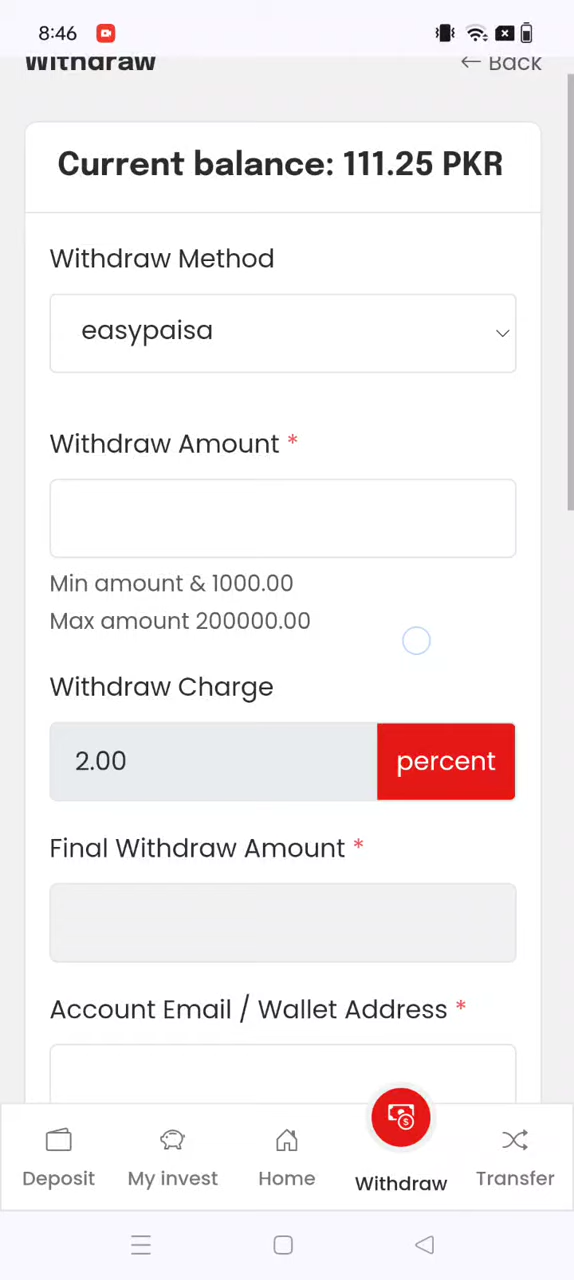 8:46
Withdraw
← Back
Current balance: 111.25 PKR
Withdraw Method
easypaisa
Withdraw Amount *
Min amount & 1000.00
Max amount 200000.00
Withdraw Charge
2.00
percent
Final Withdraw Amount *
Account Email / Wallet Address *
Deposit
My invest
Home
Withdraw
Transfer